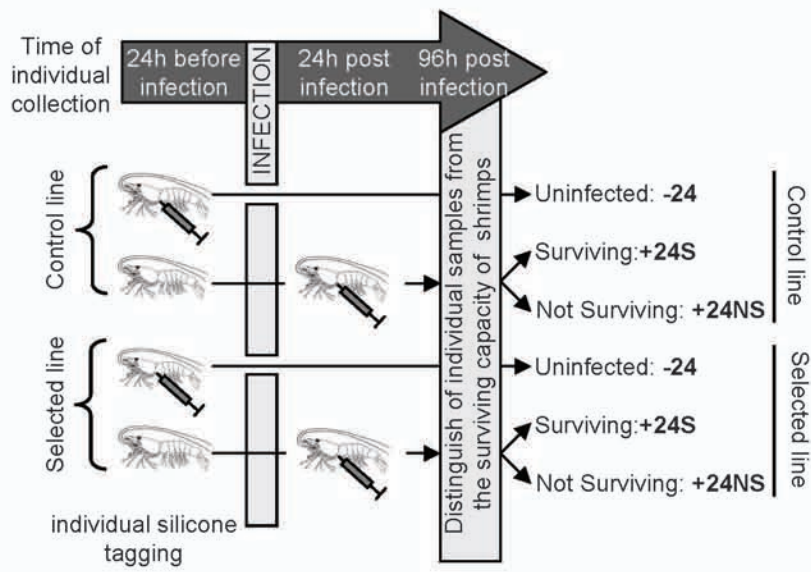 Time of
individual
collection
24h before
infection
INFECTION
24h post
infection
96h post
infection
Control line
Selected line
Distinguish of individual samples from
the surviving capacity of shrimps
Uninfected: -24
Surviving:+24S
Not Surviving: +24NS
Control line
Uninfected: -24
Surviving:+24S
Not Surviving: +24NS
Selected line
individual silicone
tagging